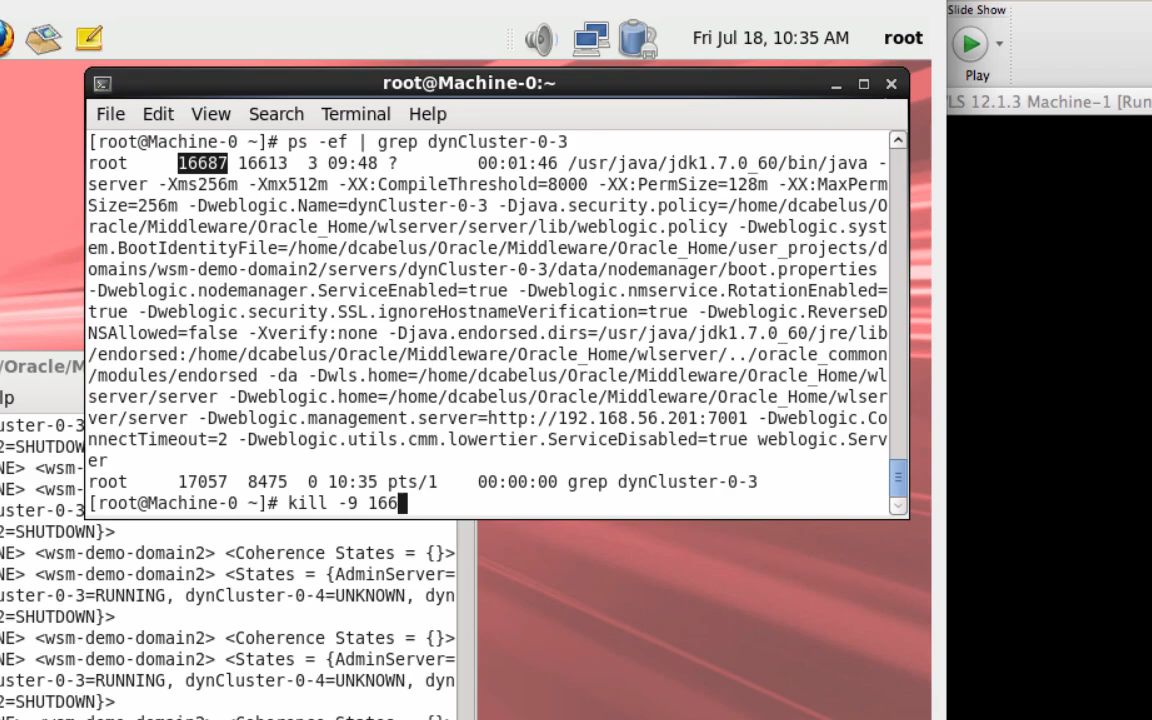 Slide Show
Fri Jul 18, 10:35 AM root
Play
root@Machine-0:~
LS 12.1.3 Machine-1 [Run
File Edit View Search Terminal Help
[root@Machine-0 ~]# ps -ef | grep dynCluster-0-3
root 16687 16613 3 09:48 ? 00:01:46 /usr/java/jdk1.7.0_60/bin/java -
server -Xms256m -Xmx512m -XX:CompileThreshold=8000 -XX:PermSize=128m -XX:MaxPerm
Size=256m -Dweblogic.Name=dynCluster-0-3 -Djava.security.policy=/home/dcabelus/O
racle/Middleware/Oracle_Home/wlserver/server/lib/weblogic.policy -Dweblogic.syst
em.BootIdentityFile=/home/dcabelus/Oracle/Middleware/Oracle_Home/user_projects/d
omains/wsm-demo-domain2/servers/dynCluster-0-3/data/nodemanager/boot.properties
-Dweblogic.nodemanager.ServiceEnabled=true -Dweblogic.nmservice.RotationEnabled=
true -Dweblogic.security.SSL.ignoreHostnameVerification=true -Dweblogic.ReverseD
NSAllowed=false -Xverify:none -Djava.endorsed.dirs=/usr/java/jdk1.7.0_60/jre/lib
/endorsed:/home/dcabelus/Oracle/Middleware/Oracle_Home/wlserver/../oracle_common
/modules/endorsed -da -Dwls.home=/home/dcabelus/Oracle/Middleware/Oracle_Home/wl
server/server -Dweblogic.home=/home/dcabelus/Oracle/Middleware/Oracle_Home/wlser
ver/server -Dweblogic.management.server=http://192.168.56.201:7001 -Dweblogic.Co
nnectTimeout=2 -Dweblogic.utils.cmm.lowertier.ServiceDisabled=true weblogic.Serv
er
root 17057 8475 0 10:35 pts/1 00:00:00 grep dynCluster-0-3
[root@Machine-0 ~]# kill -9 166
/Oracle/M
lp
uster-0-3
2=SHUTDOW
NE> <wsm-
NE> <wsm-
uster-0-3
2=SHUTDOWN}>
NE> <wsm-demo-domain2> <Coherence States = {}>
NE> <wsm-demo-domain2> <States = {AdminServer=
uster-0-3=RUNNING, dynCluster-0-4=UNKNOWN, dyn
2=SHUTDOWN}>
NE> <wsm-demo-domain2> <Coherence States = {}>
NE> <wsm-demo-domain2> <States = {AdminServer=
uster-0-3=RUNNING, dynCluster-0-4=UNKNOWN, dyn
2=SHUTDOWN}>